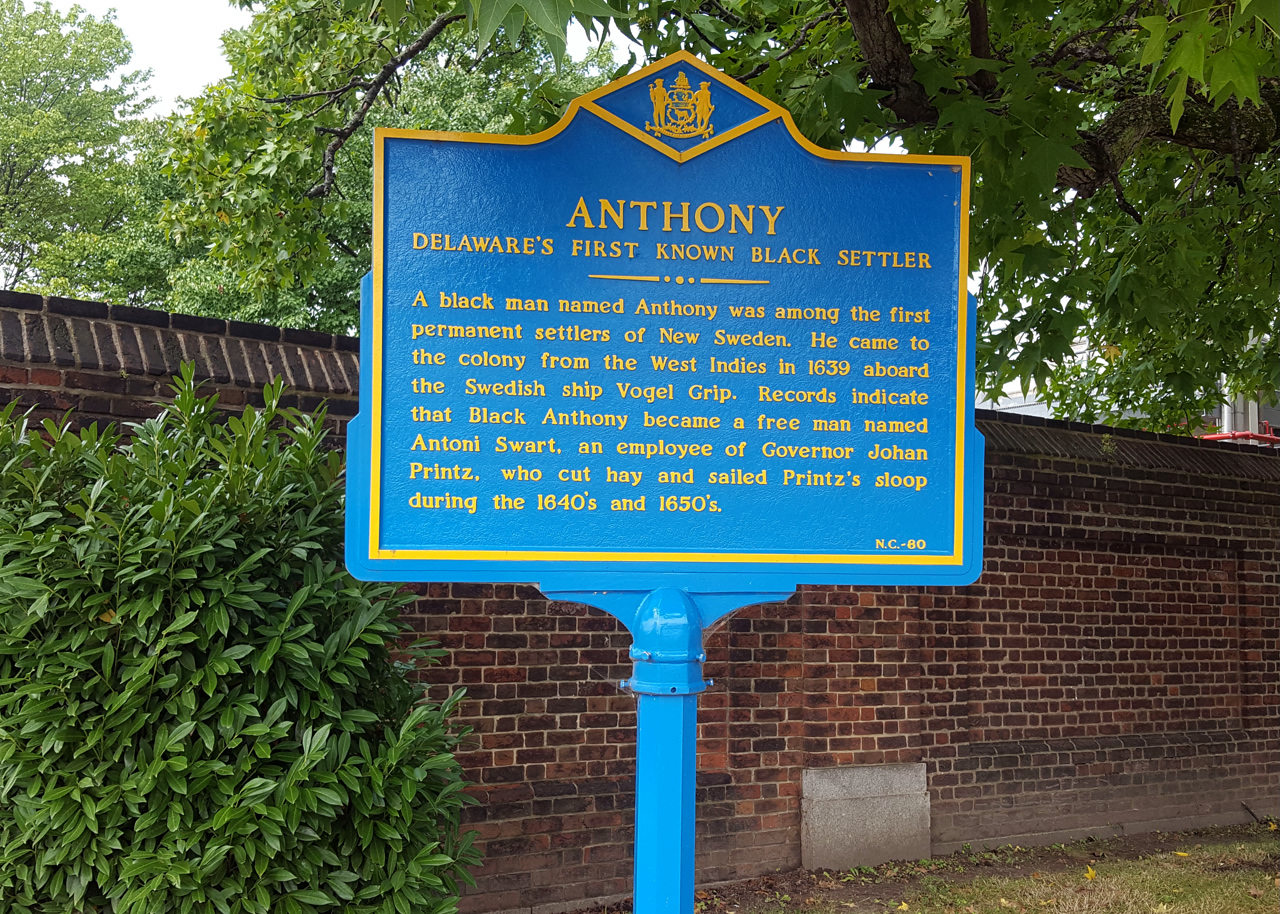 ANTHONY
DELAWARE'S FIRST KNOWN BLACK SETTLER
A black man named Anthony was among the first
permanent settlers of New Sweden. He came to
the colony from the West Indies in 1639 aboard
the Swedish ship Vogel Grip. Records indicate
that Black Anthony became a free man named
Antoni Swart, an employee of Governor Johan
Printz, who cut hay and sailed Printz's sloop
during the 1640's and 1650's.
N.C.-80